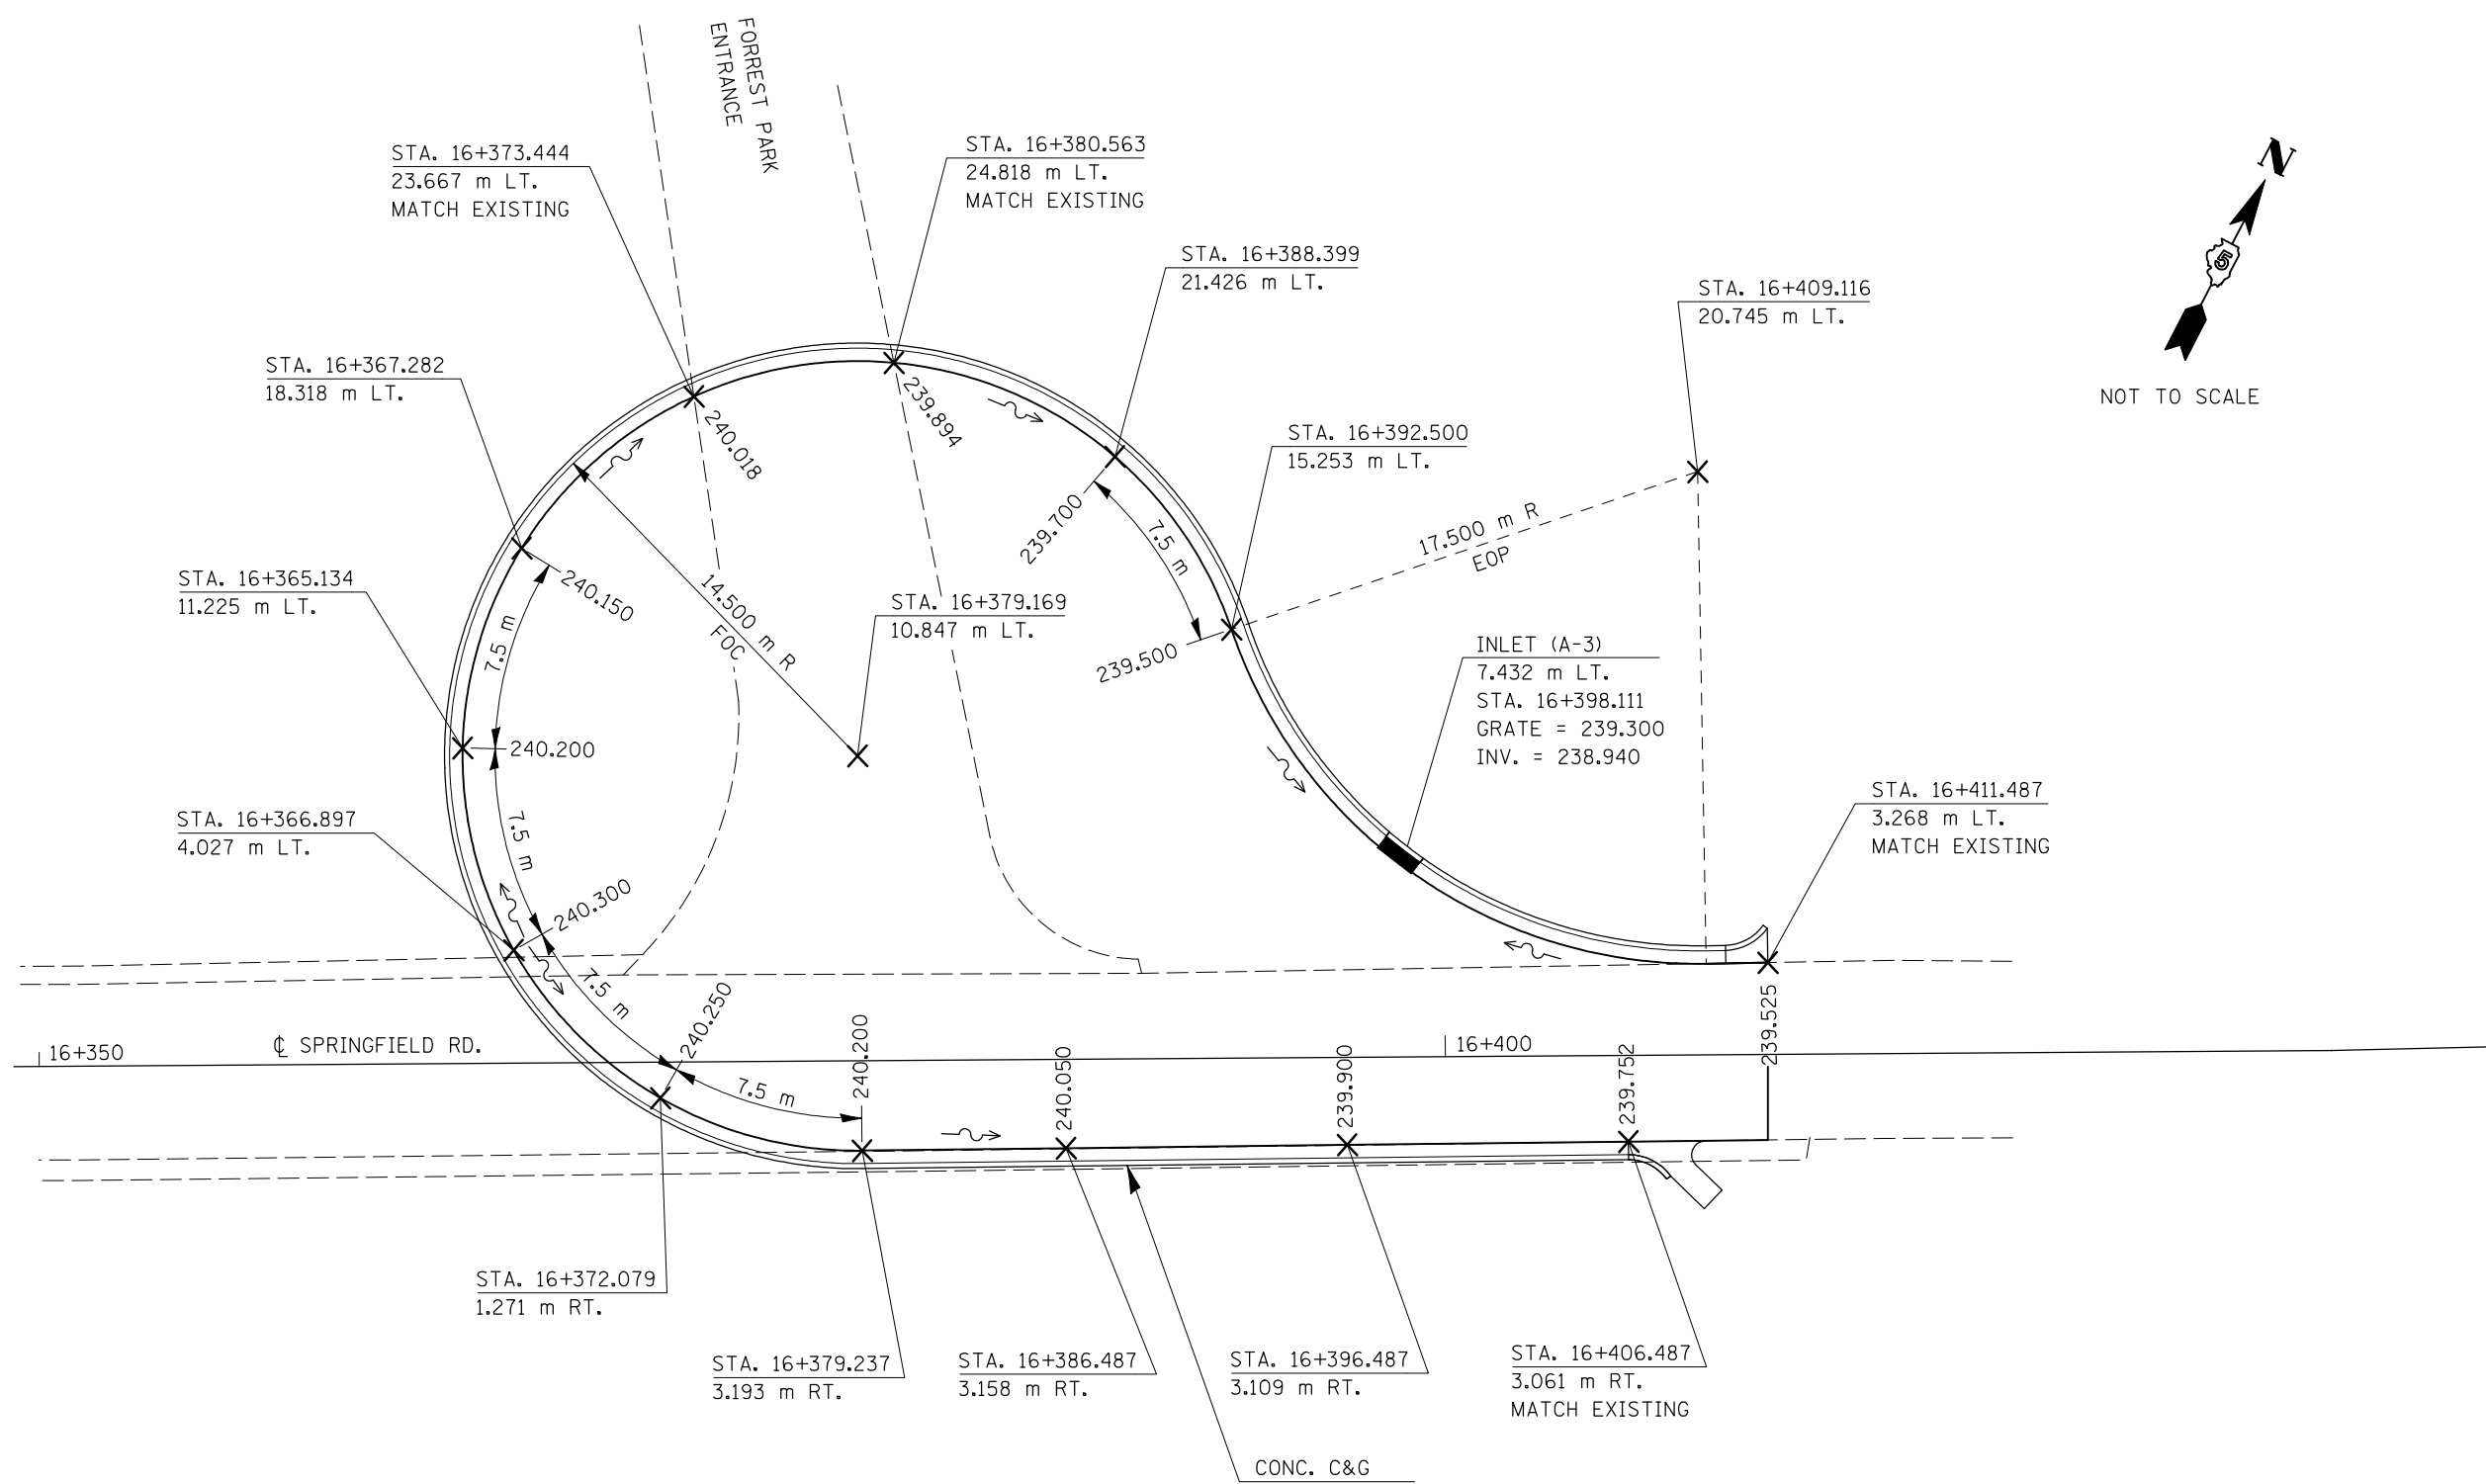 FORREST PARK
ENTRANCE
STA. 16+373.444
23.667 m LT.
MATCH EXISTING
STA. 16+380.563
24.818 m LT.
MATCH EXISTING
N
5
NOT TO SCALE
STA. 16+388.399
21.426 m LT.
STA. 16+409.116
20.745 m LT.
STA. 16+367.282
18.318 m LT.
240.018
239.894
STA. 16+392.500
15.253 m LT.
239.700
7.5 m
17.500 m R
EOP
STA. 16+365.134
11.225 m LT.
240.150
7.5 m
14.500 m R
FOC
STA. 16+379.169
10.847 m LT.
239.500
INLET (A-3)
7.432 m LT.
STA. 16+398.111
GRATE = 239.300
INV. = 238.940
240.200
STA. 16+366.897
4.027 m LT.
7.5 m
STA. 16+411.487
3.268 m LT.
MATCH EXISTING
240.300
7.5 m
240.250
240.200
240.050
239.900
239.752
239.525
16+350
℄ SPRINGFIELD RD.
16+400
7.5 m
STA. 16+372.079
1.271 m RT.
STA. 16+379.237
3.193 m RT.
STA. 16+386.487
3.158 m RT.
STA. 16+396.487
3.109 m RT.
STA. 16+406.487
3.061 m RT.
MATCH EXISTING
CONC. C&G